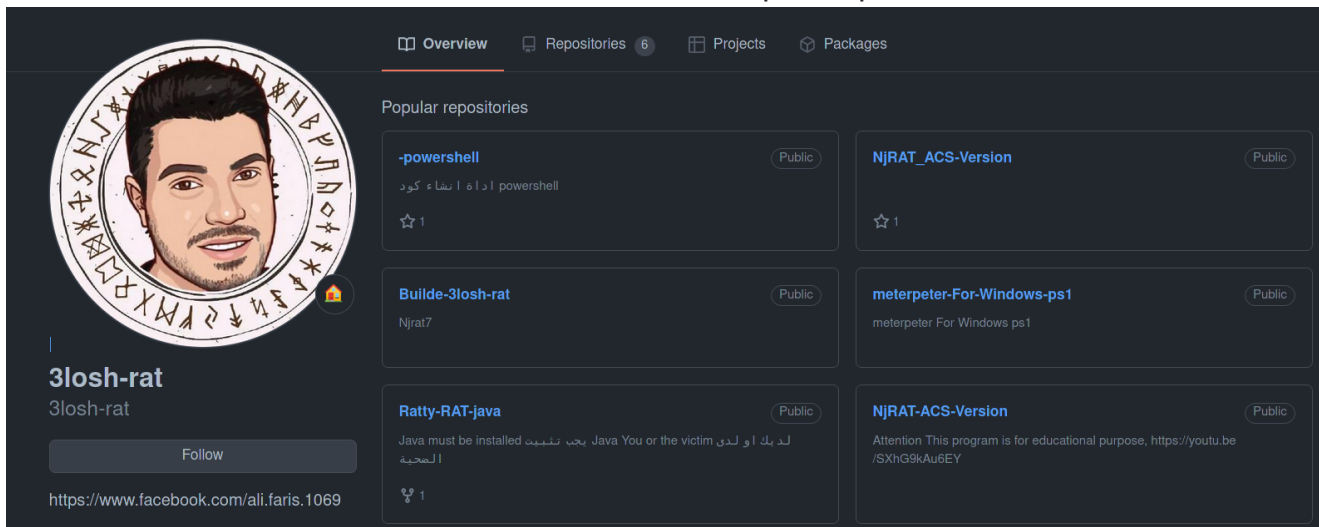 Overview
Repositories 6
Projects
Packages
3losh-rat
3losh-rat
Follow
https://www.facebook.com/ali.faris.1069
Popular repositories
-powershell
Public
اداة انشاء كود powershell
1
NjRAT_ACS-Version
Public
1
Builde-3losh-rat
Public
Njrat7
meterpeter-For-Windows-ps1
Public
meterpeter For Windows ps1
Ratty-RAT-java
Public
Java must be installed يجب تثبيت Java You or the victim لديك او لدى
الضحية
1
NjRAT-ACS-Version
Public
Attention This program is for educational purpose, https://youtu.be
/SXhG9kAu6EY